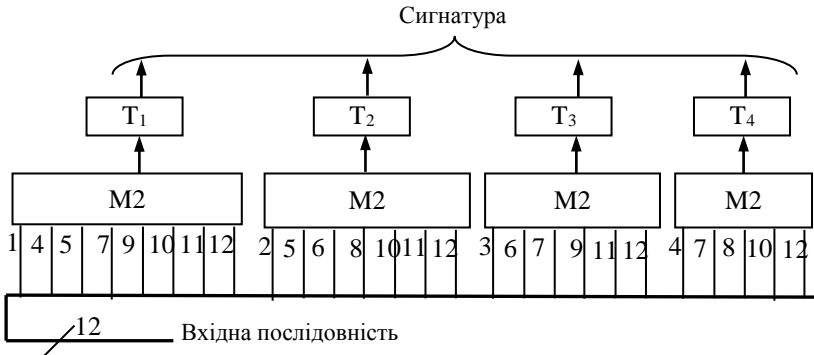 Сигнатура
T1 T2 T3 T4
M2 M2 M2 M2
1 4 5 7 9 10 11 12 2 5 6 8 10 11 12 3 6 7 9 11 12 4 7 8 10 12
12 Вхідна послідовність